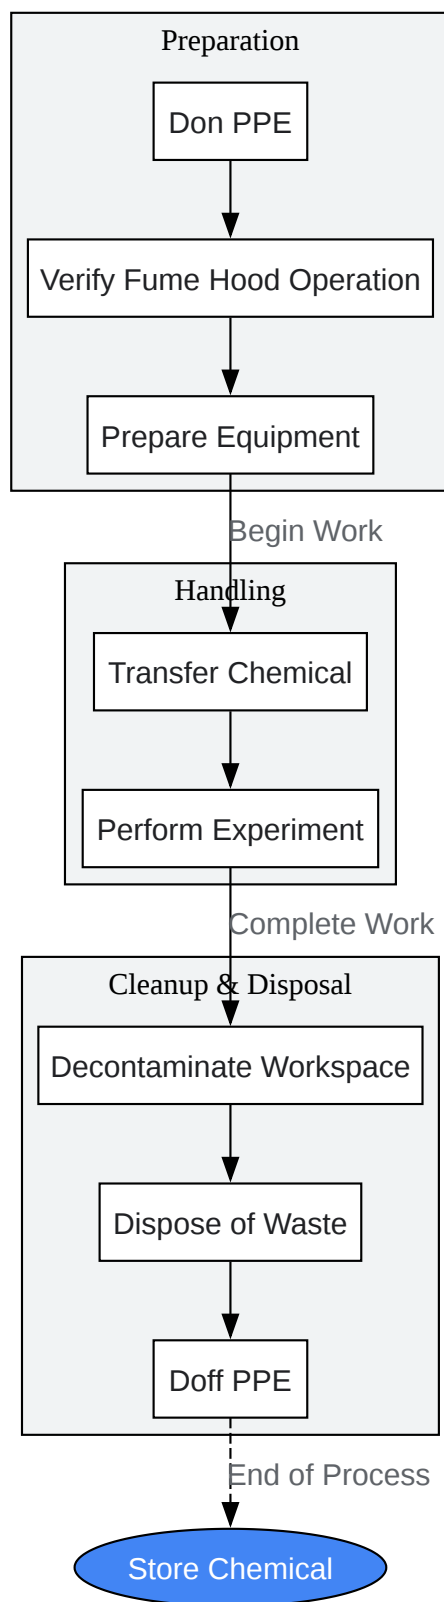 Preparation
Don PPE
Verify Fume Hood Operation
Prepare Equipment
Begin Work
Handling
Transfer Chemical
Perform Experiment
Complete Work
Cleanup & Disposal
Decontaminate Workspace
Dispose of Waste
Doff PPE
End of Process
Store Chemical